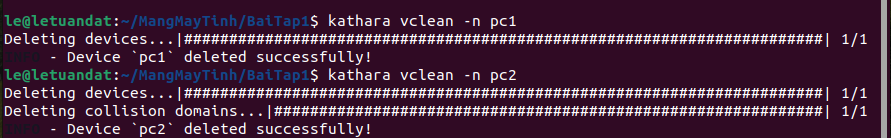 le@letuandat:~/MangMayTinh/BaiTap1$ kathara vclean -n pc1
Deleting devices...|#######################################################################| 1/1
- Device `pc1` deleted successfully!
le@letuandat:~/MangMayTinh/BaiTap1$ kathara vclean -n pc2
Deleting devices...|#######################################################################| 1/1
Deleting collision domains...|#############################################################| 1/1
- Device `pc2` deleted successfully!